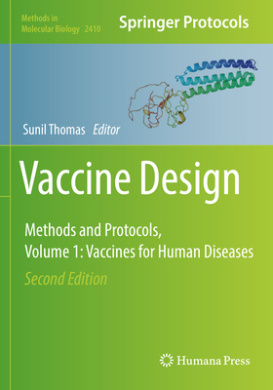 Methods in
Molecular Biology 2410
Springer Protocols
Sunil Thomas Editor
Vaccine Design
Methods and Protocols,
Volume 1: Vaccines for Human Diseases
Second Edition
Humana Press